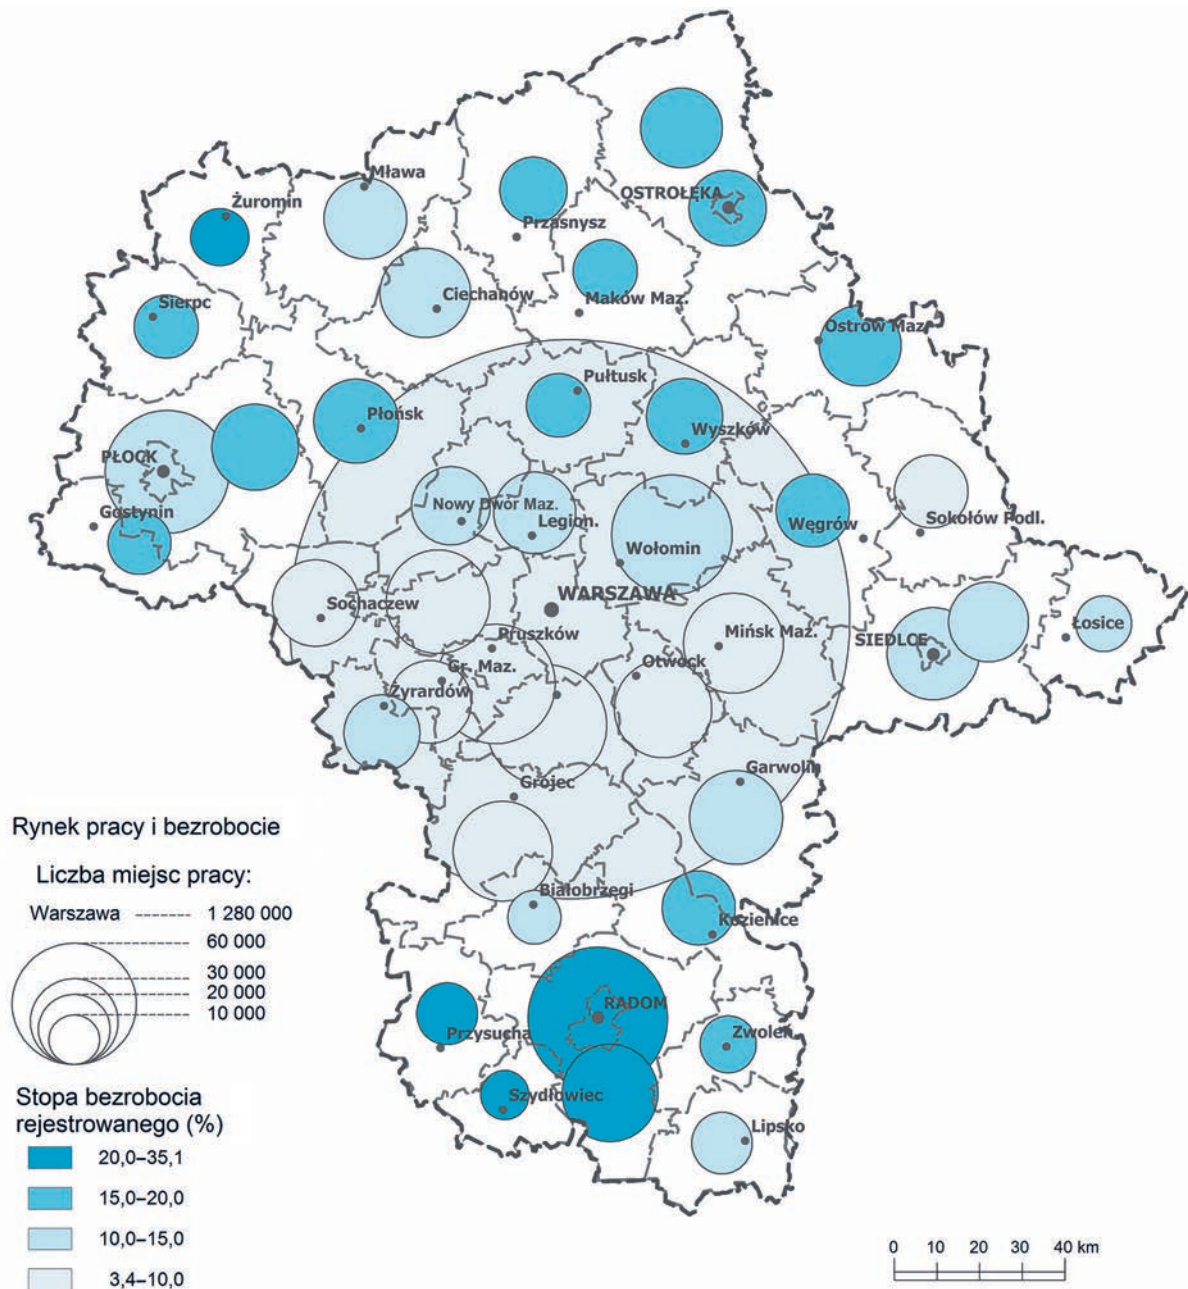 Mława
Żuromin
OSTROŁĘKA
Przasnysz
Ciechanów
Maków Maz.
Sierpc
Ostrów Maz.
Pułtusk
Płońsk
Wyszków
PŁOCK
Gostynin
Nowy Dwór Maz.
Legion.
Węgrów
Sokołów Podl.
Wołomin
WARSZAWA
Sochaczew
Pruszków
Mińsk Maz.
SIEDLCE
Łosice
Gr. Maz.
Otwock
Żyrardów
Garwolin
Grójec
Białobrzegi
Kozienice
RADOM
Przysucha
Zwoleń
Szydłowiec
Lipsko
Rynek pracy i bezrobocie
Liczba miejsc pracy:
Warszawa 1 280 000
60 000
30 000
20 000
10 000
Stopa bezrobocia
rejestrowanego (%)
20,0–35,1
15,0–20,0
10,0–15,0
3,4–10,0
0 10 20 30 40 km